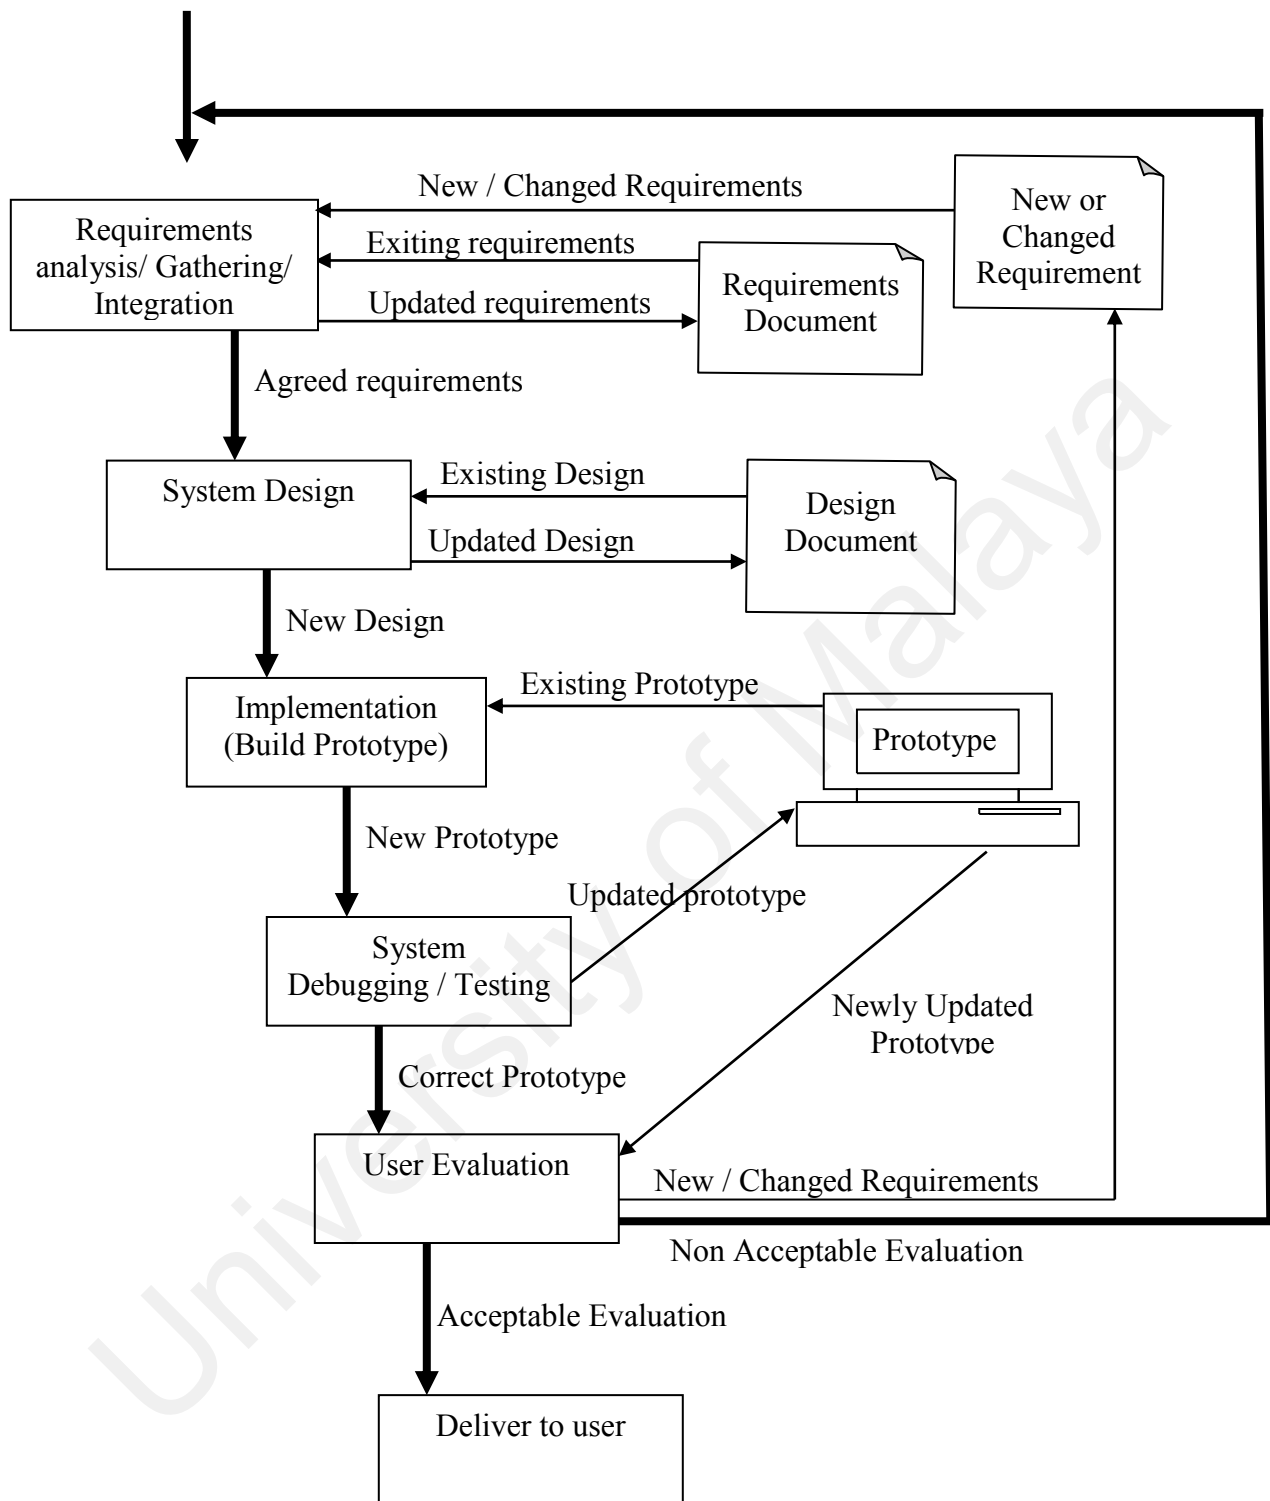 New / Changed Requirements
New or
Changed
Requirement
Requirements
analysis/ Gathering/
Integration
Exiting requirements
Updated requirements
Requirements
Document
Agreed requirements
System Design
Existing Design
Updated Design
Design
Document
New Design
Implementation
(Build Prototype)
Existing Prototype
Prototype
New Prototype
Updated prototype
System
Debugging / Testing
Newly Updated
Prototype
Correct Prototype
User Evaluation
New / Changed Requirements
Non Acceptable Evaluation
Acceptable Evaluation
Deliver to user
University of Malaya